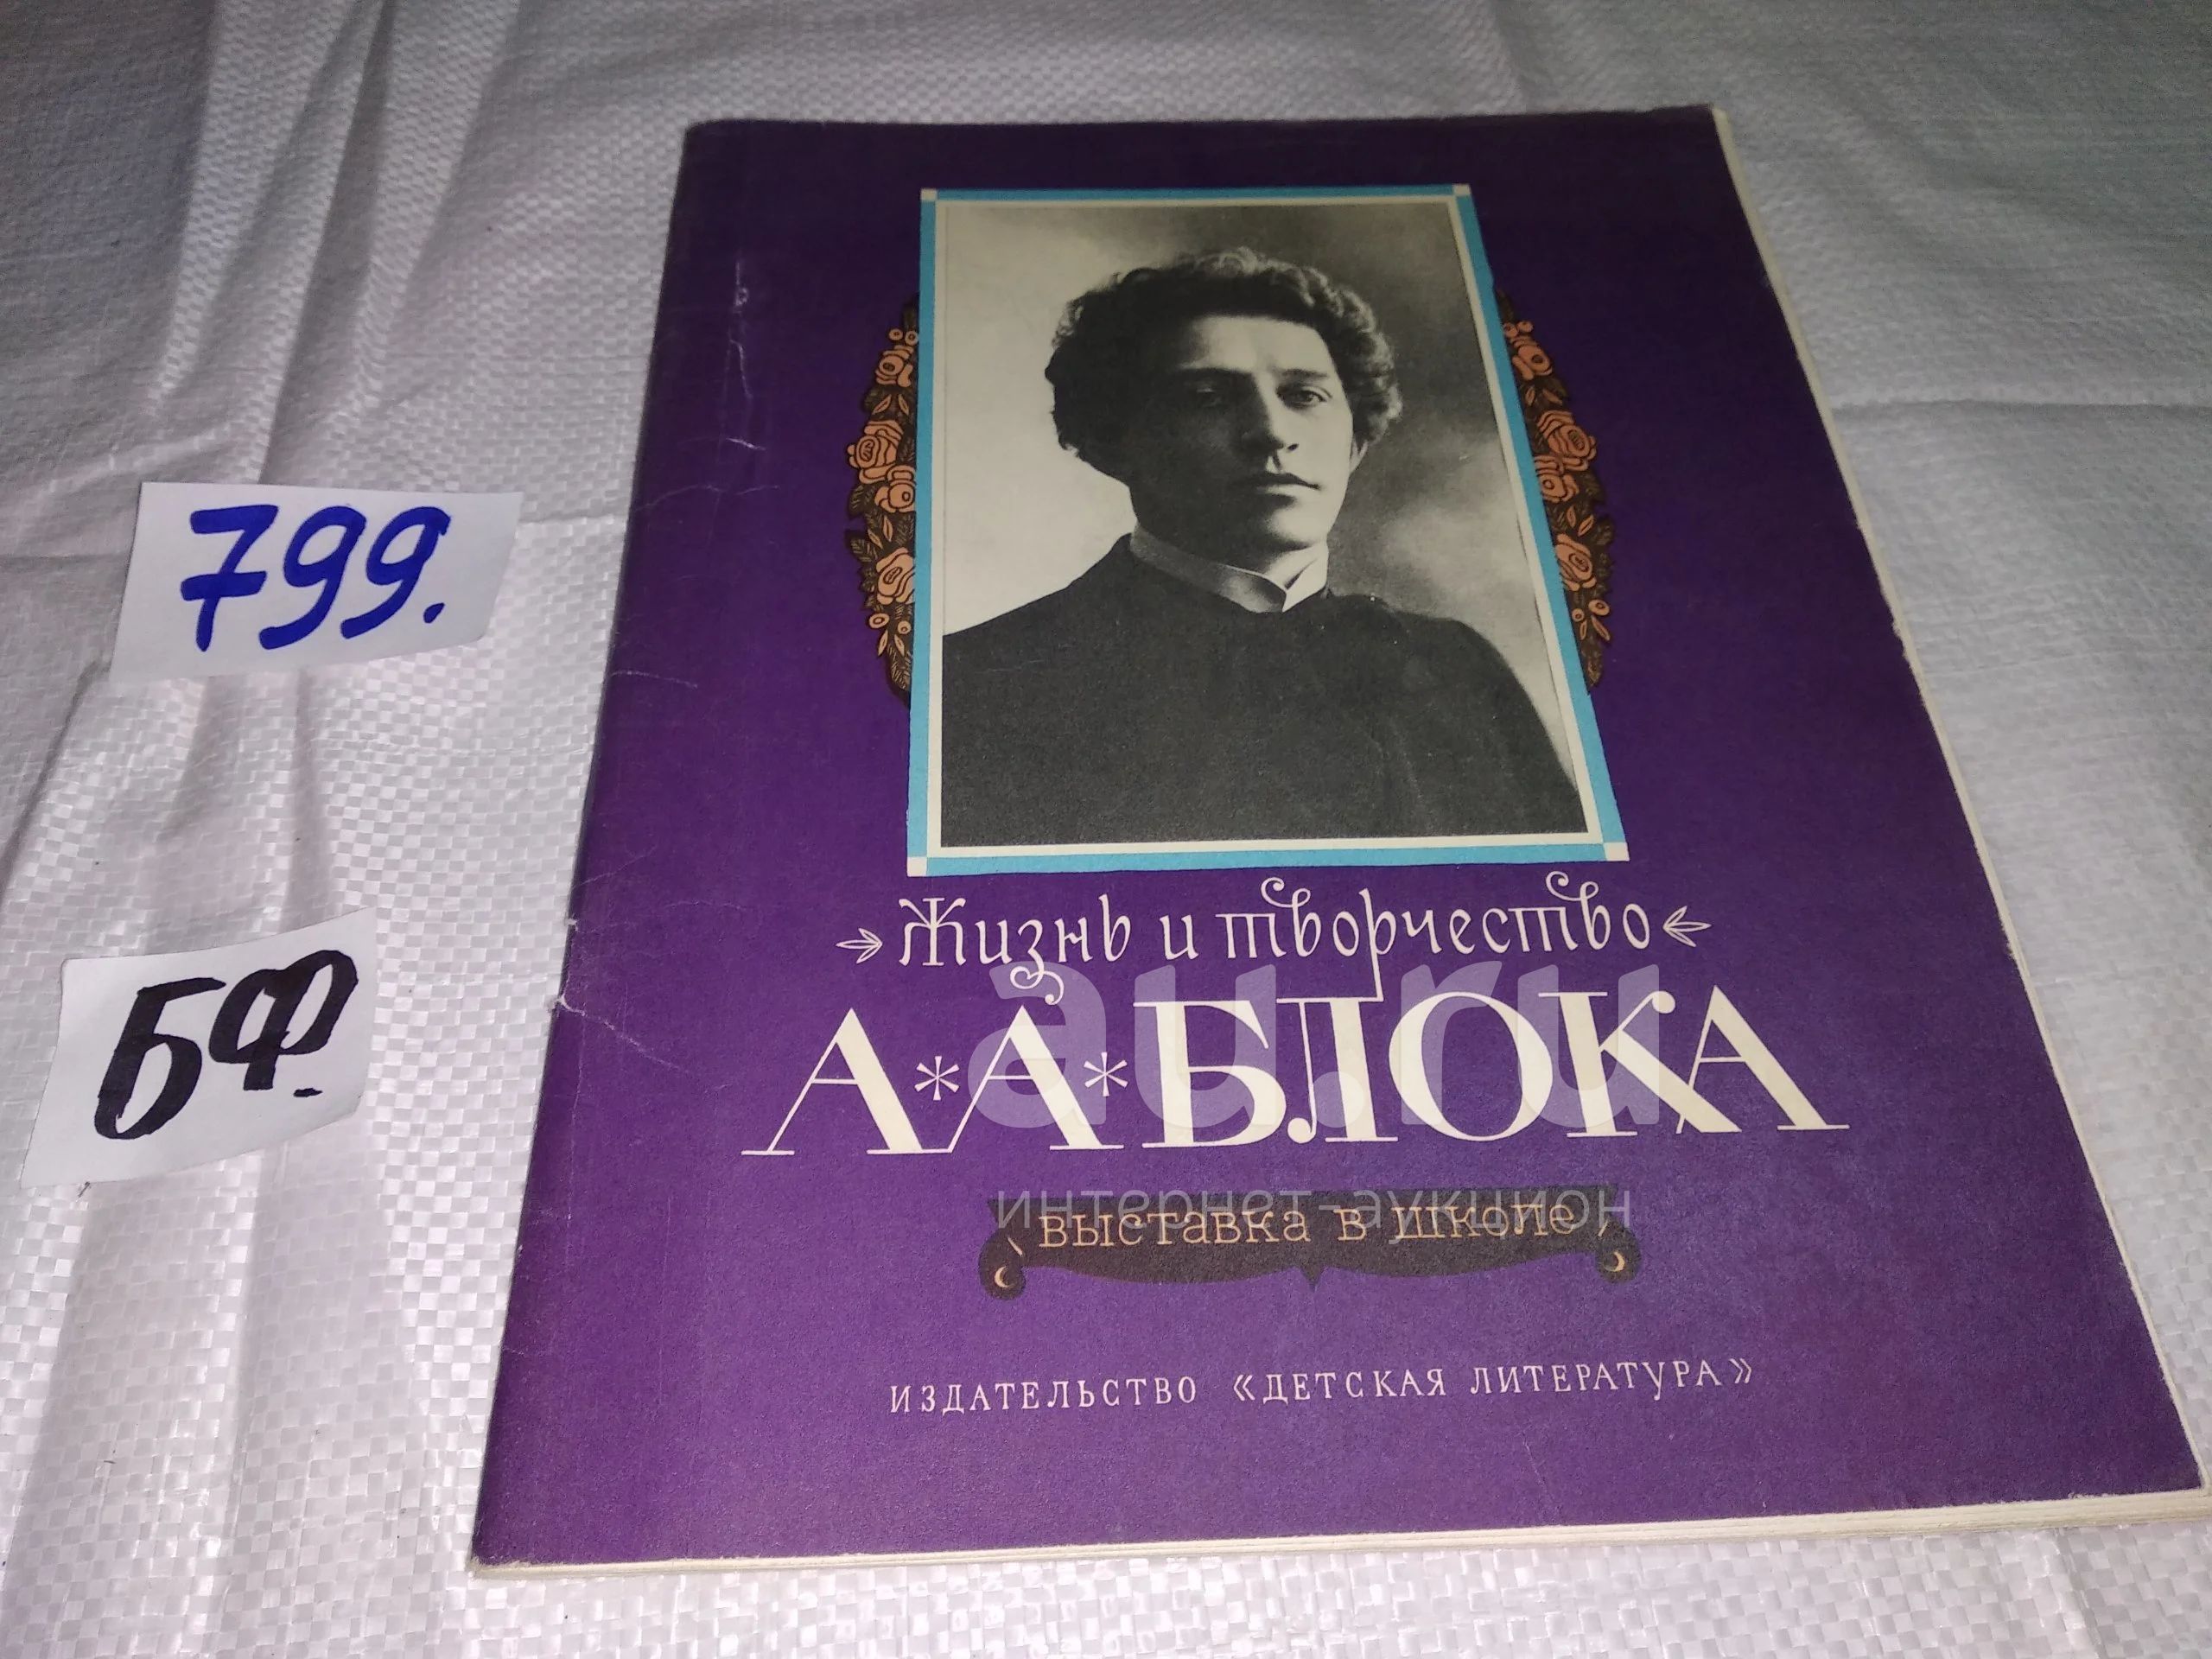 799.
БФ.
Жизнь и творчество
А*А*БЛОКА
выставка в школе
ИЗДАТЕЛЬСТВО «ДЕТСКАЯ ЛИТЕРАТУРА»
au.ru
интернет-аукцион